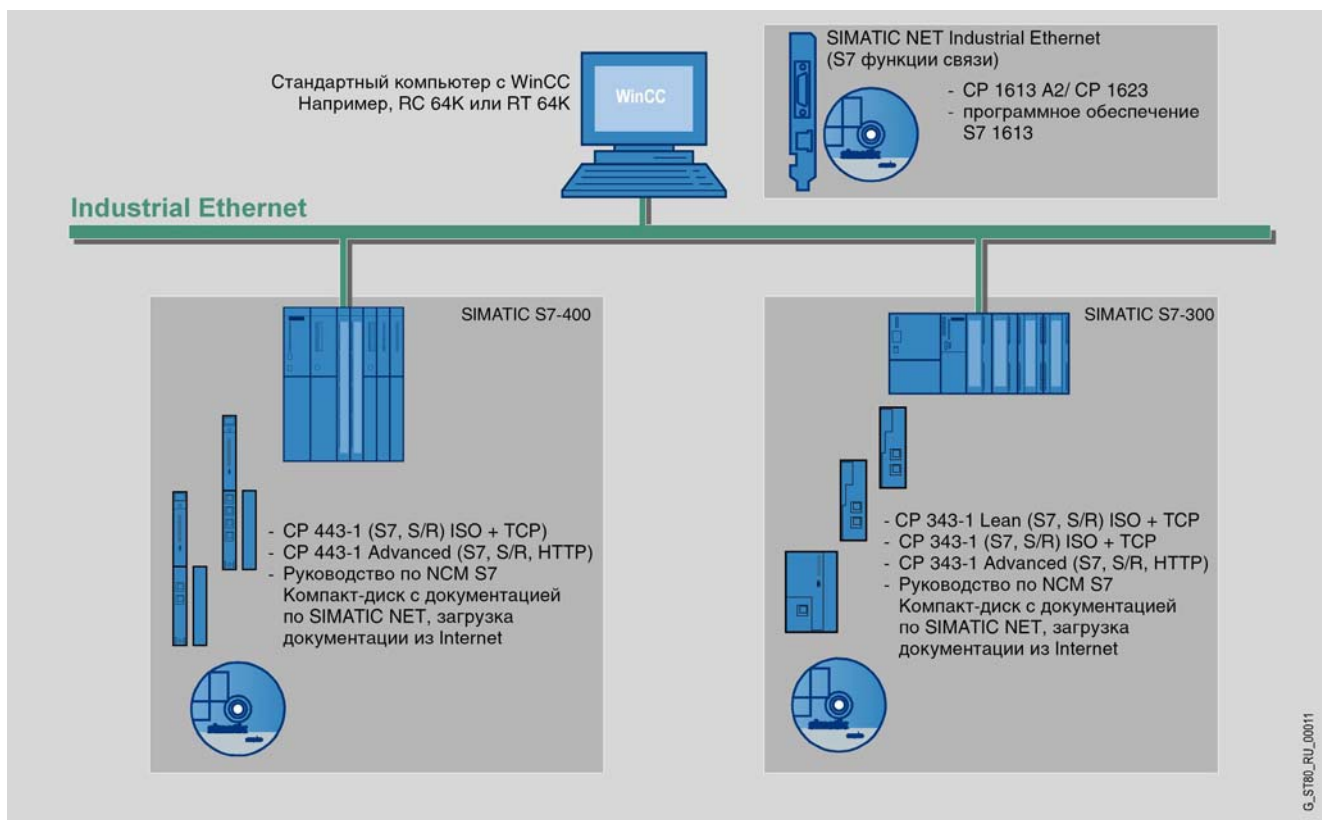 SIMATIC NET Industrial Ethernet
(S7 функции связи)
- CP 1613 A2/ CP 1623
- программное обеспечение
S7 1613
Стандартный компьютер с WinCC
Например, RC 64K или RT 64K
WinCC
Industrial Ethernet
SIMATIC S7-400
- CP 443-1 (S7, S/R) ISO + TCP)
- CP 443-1 Advanced (S7, S/R, HTTP)
- Руководство по NCM S7
Компакт-диск с документацией
по SIMATIC NET, загрузка
документации из Internet
SIMATIC S7-300
- CP 343-1 Lean (S7, S/R) ISO + TCP
- CP 343-1 (S7, S/R) ISO + TCP
- CP 343-1 Advanced (S7, S/R, HTTP)
- Руководство по NCM S7
Компакт-диск с документацией
по SIMATIC NET, загрузка
документации из Internet
G_ST80_RU_00011